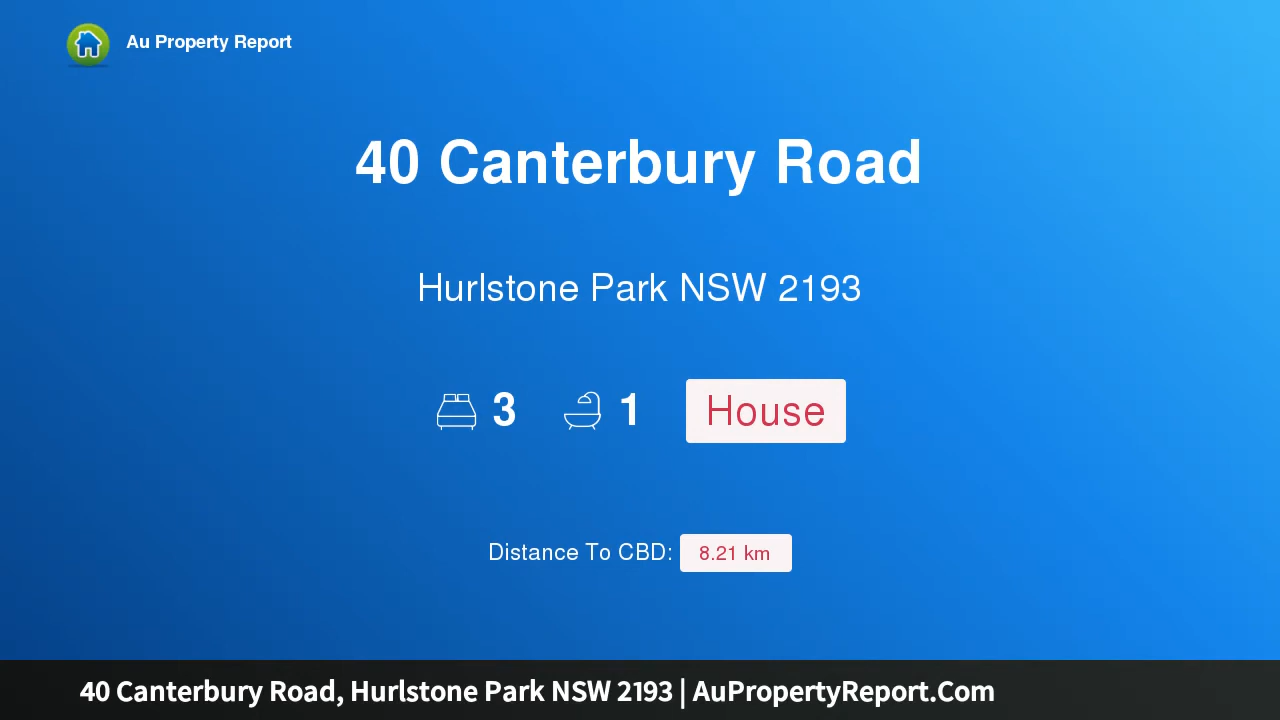 Au Property Report
40 Canterbury Road
Hurlstone Park NSW 2193
3 1 House
Distance To CBD: 8.21 km
40 Canterbury Road, Hurlstone Park NSW 2193 | AuPropertyReport.Com